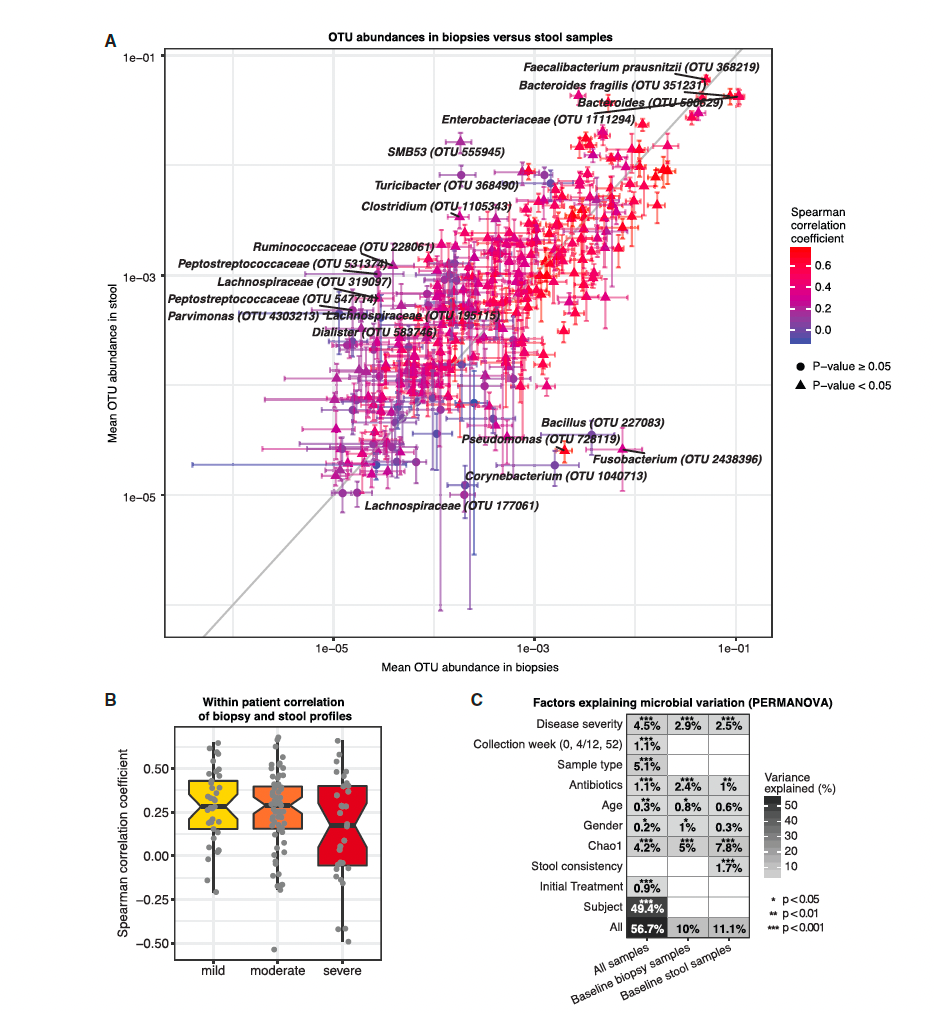 A
OTU abundances in biopsies versus stool samples
1e−01
Faecalibacterium prausnitzii (OTU 368219)
Bacteroides fragilis (OTU 351231)
Bacteroides (OTU 580629)
Enterobacteriaceae (OTU 1111294)
SMB53 (OTU 555945)
Turicibacter (OTU 368490)
Clostridium (OTU 1105343)
Ruminococcaceae (OTU 228061)
Peptostreptococcaceae (OTU 531374)
1e−03
Lachnospiraceae (OTU 319097)
Peptostreptococcaceae (OTU 547714)
Parvimonas (OTU 4303213)
Lachnospiraceae (OTU 195115)
Dialister (OTU 583746)
Bacillus (OTU 227083)
Pseudomonas (OTU 728119)
Fusobacterium (OTU 2438396)
Corynebacterium (OTU 1040713)
1e−05
Lachnospiraceae (OTU 177061)
Mean OTU abundance in stool
1e−05
1e−03
1e−01
Mean OTU abundance in biopsies
Spearman
correlation
coefficient
0.6
0.4
0.2
0.0
P−value ≥ 0.05
P−value < 0.05
B
Within patient correlation
of biopsy and stool profiles
Spearman correlation coefficient
0.50
0.25
0.00
−0.25
−0.50
mild
moderate
severe
C
Factors explaining microbial variation (PERMANOVA)
Disease severity *** 4.5% *** 2.9% *** 2.5%
Collection week (0, 4/12, 52) *** 1.1%
Sample type *** 5.1%
Antibiotics *** 1.1% *** 2.4% ** 1%
Age ** 0.3% * 0.8% 0.6%
Gender * 0.2% * 1% 0.3%
Chao1 *** 4.2% *** 5% *** 7.8%
Stool consistency *** 1.7%
Initial Treatment *** 0.9%
Subject *** 49.4%
All 56.7% 10% 11.1%
All samples
Baseline biopsy samples
Baseline stool samples
Variance
explained (%)
50
40
30
20
10
* p<0.05
** p<0.01
*** p<0.001